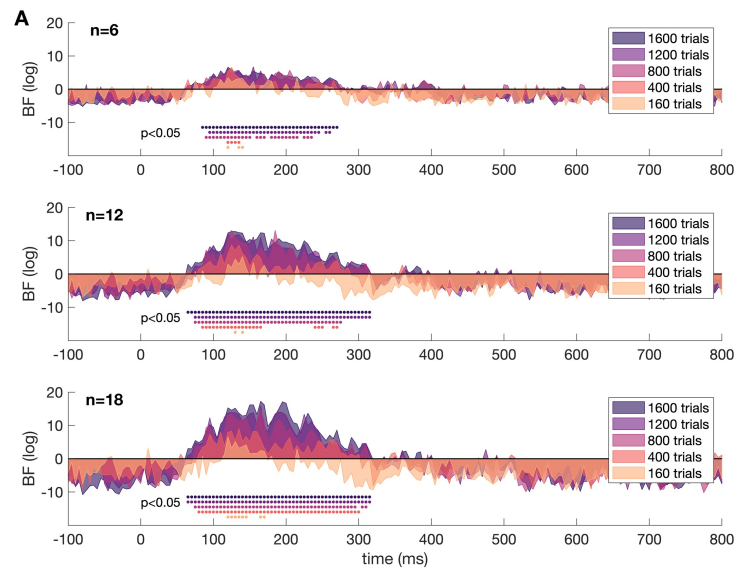 A
n=6
20
10
0
-10
BF (log)
p<0.05
1600 trials
1200 trials
800 trials
400 trials
160 trials
-100 0 100 200 300 400 500 600 700 800
n=12
20
10
0
-10
BF (log)
p<0.05
1600 trials
1200 trials
800 trials
400 trials
160 trials
-100 0 100 200 300 400 500 600 700 800
n=18
20
10
0
-10
BF (log)
p<0.05
1600 trials
1200 trials
800 trials
400 trials
160 trials
-100 0 100 200 300 400 500 600 700 800
time (ms)